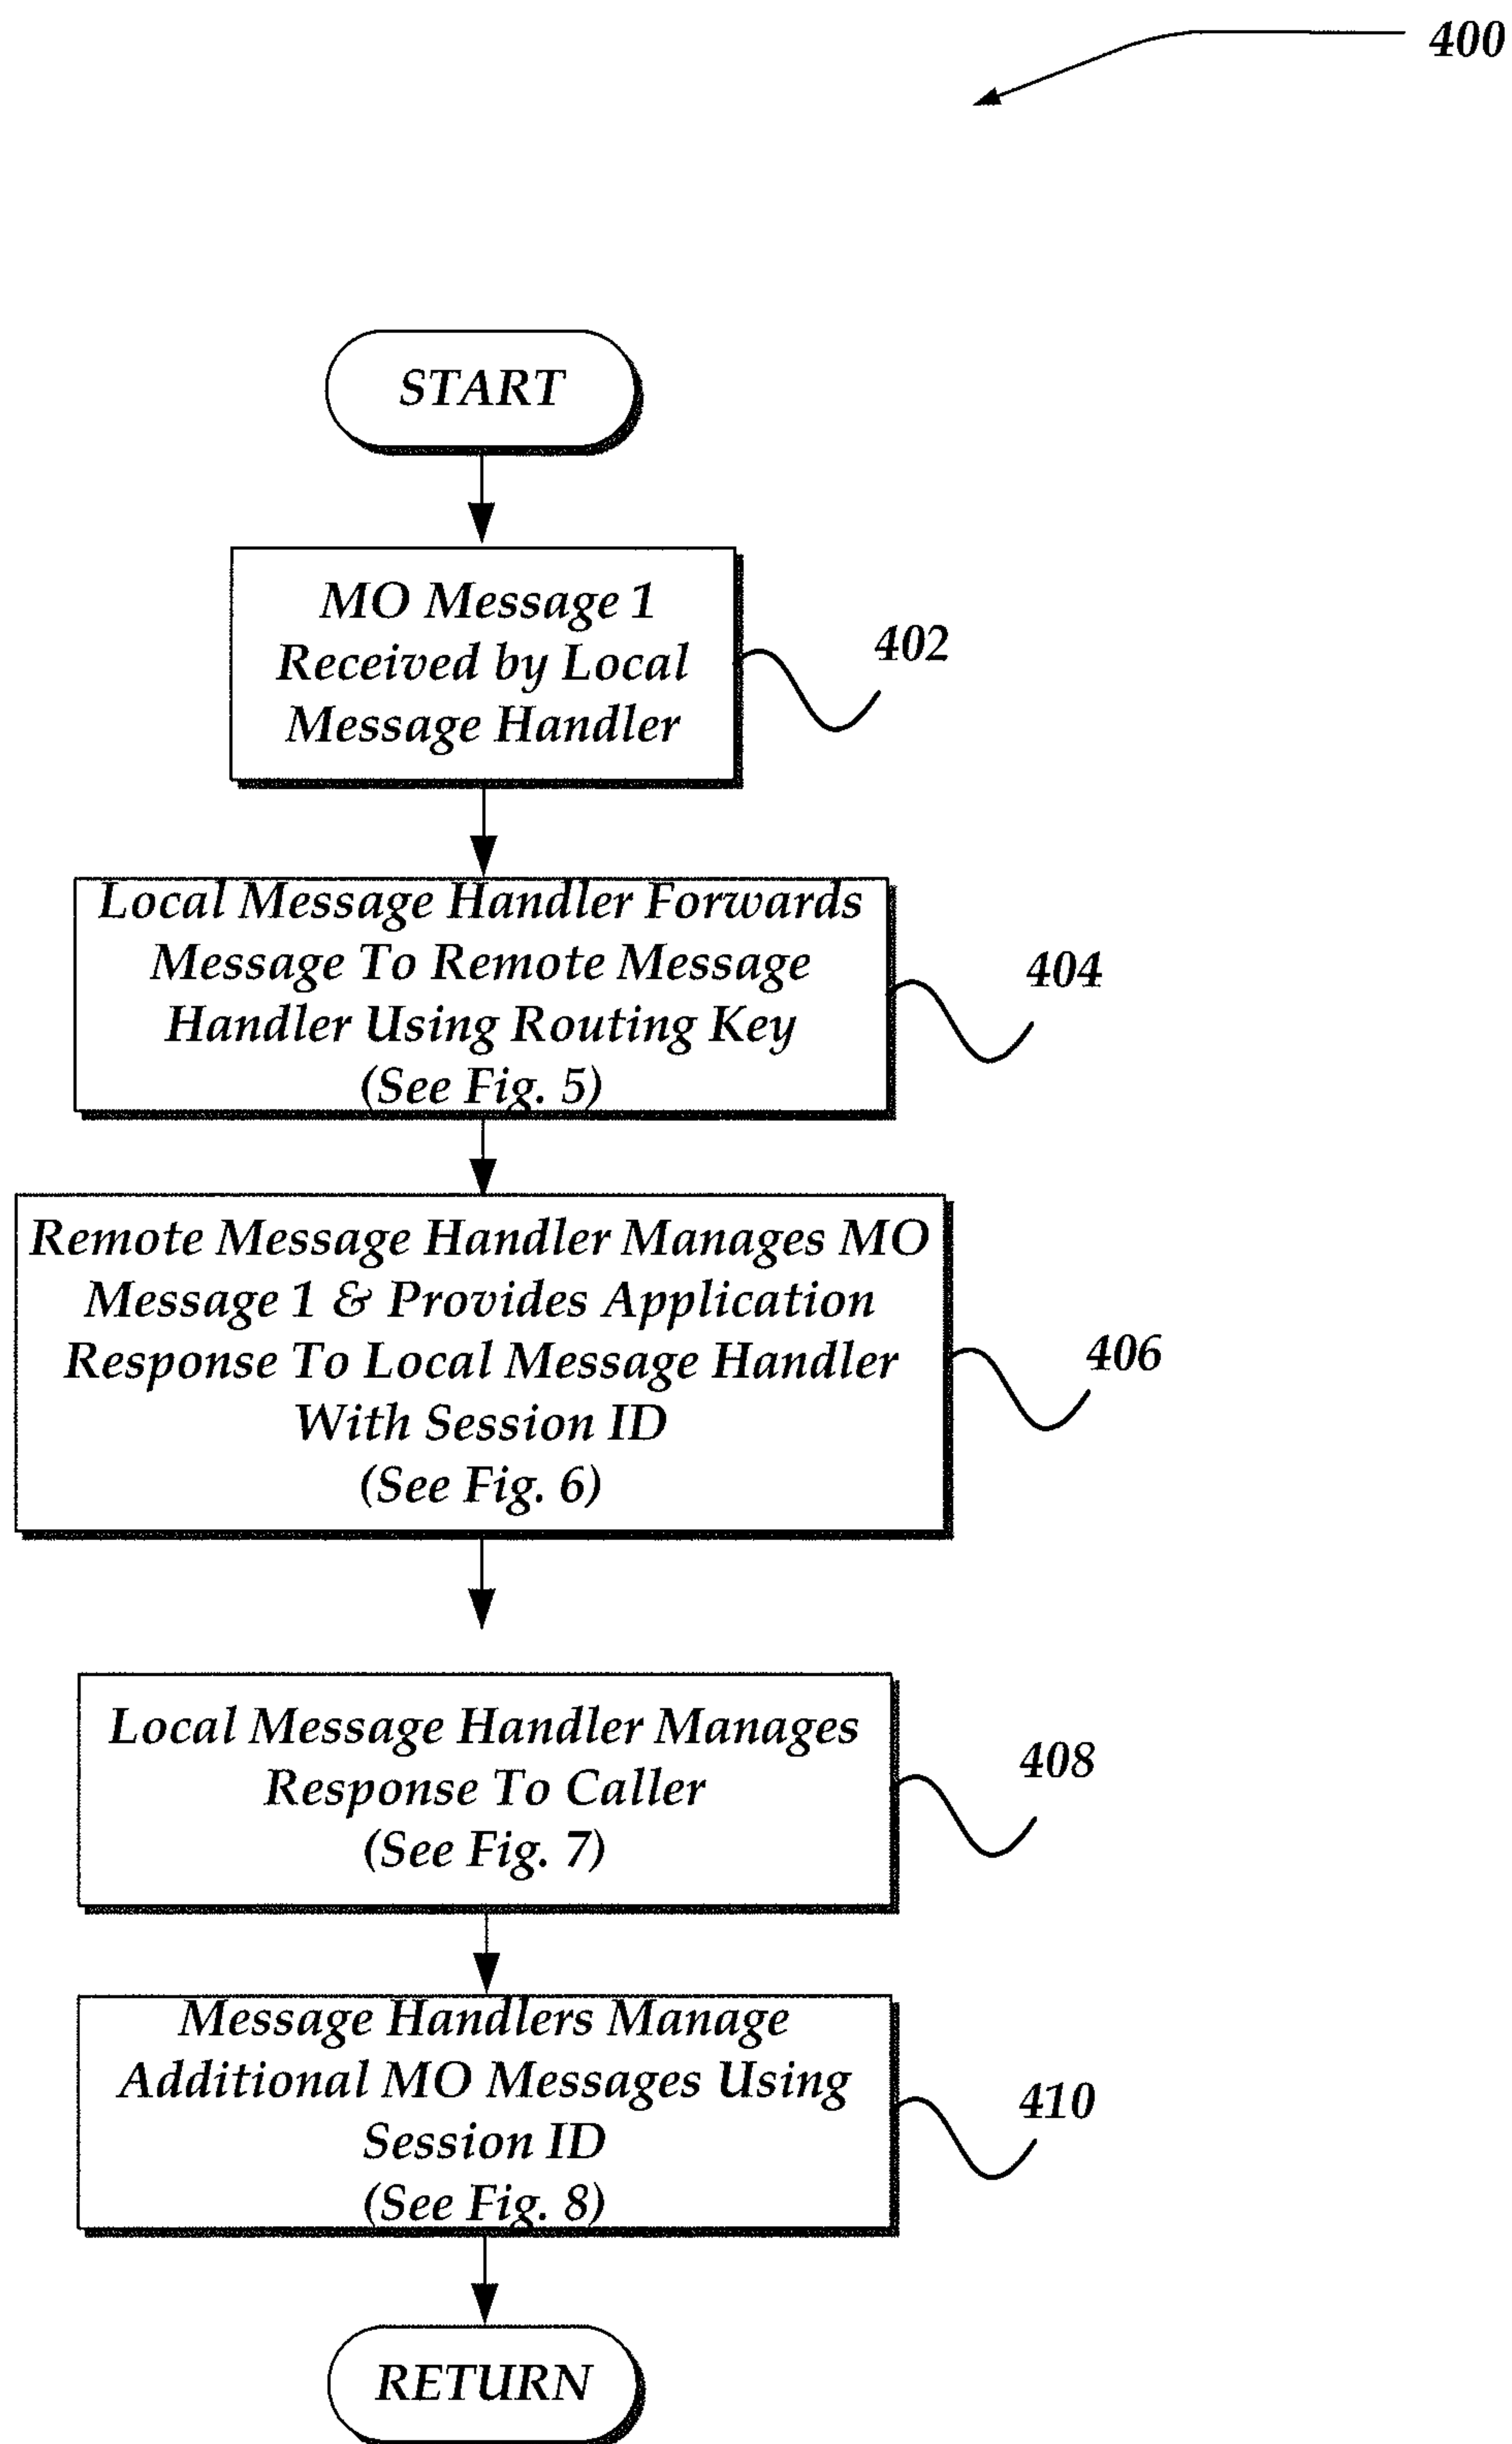 400
START
MO Message 1
Received by Local
Message Handler
402
Local Message Handler Forwards
Message To Remote Message
Handler Using Routing Key
(See Fig. 5)
404
Remote Message Handler Manages MO
Message 1 & Provides Application
Response To Local Message Handler
With Session ID
(See Fig. 6)
406
Local Message Handler Manages
Response To Caller
(See Fig. 7)
408
Message Handlers Manage
Additional MO Messages Using
Session ID
(See Fig. 8)
410
RETURN